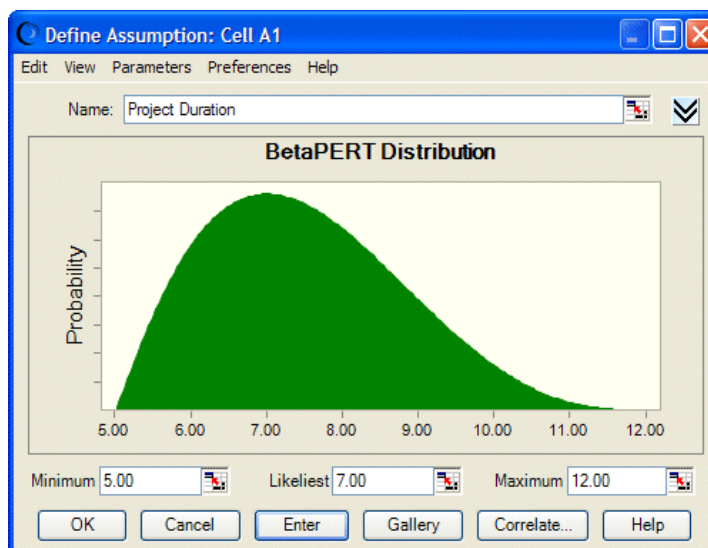 Define Assumption: Cell A1
Edit View Parameters Preferences Help
Name: Project Duration
BetaPERT Distribution
Probability
5.00 6.00 7.00 8.00 9.00 10.00 11.00 12.00
Minimum 5.00 Likeliest 7.00 Maximum 12.00
OK Cancel Enter Gallery Correlate... Help